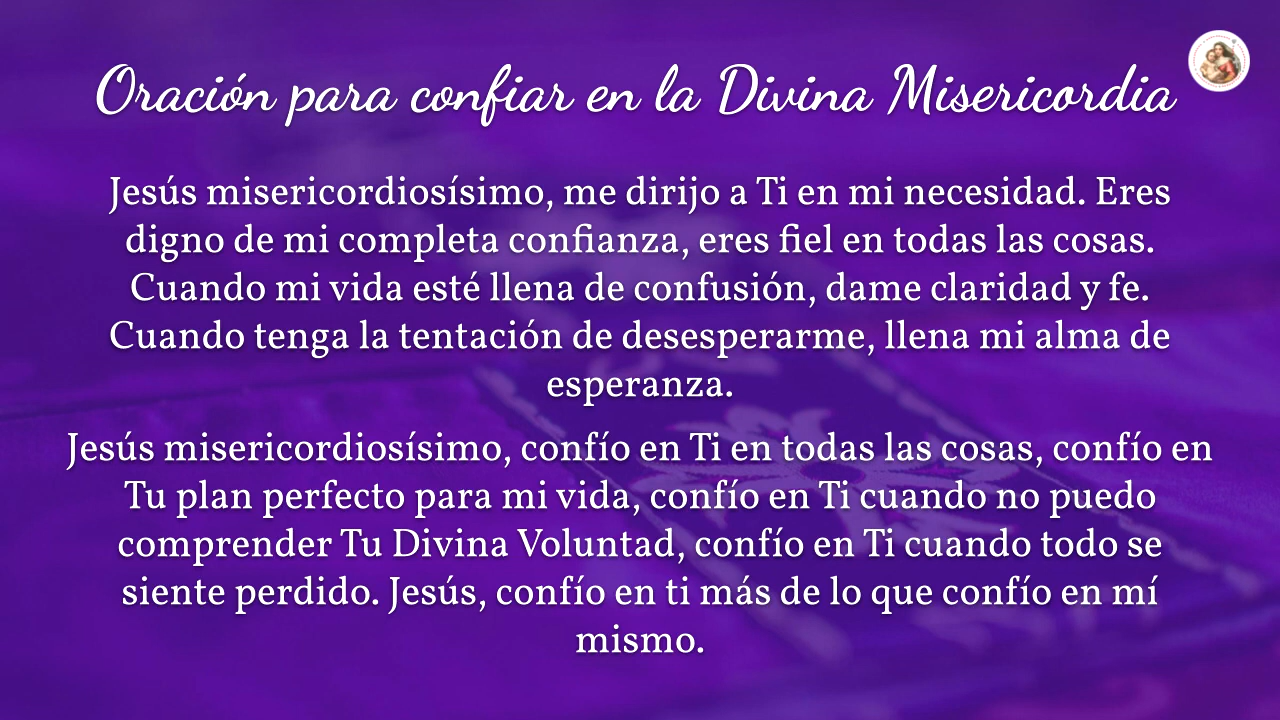 Oración para confiar en la Divina Misericordia
Jesús misericordiosísimo, me dirijo a Ti en mi necesidad. Eres
digno de mi completa confianza, eres fiel en todas las cosas.
Cuando mi vida esté llena de confusión, dame claridad y fe.
Cuando tenga la tentación de desesperarme, llena mi alma de
esperanza.
Jesús misericordiosísimo, confío en Ti en todas las cosas, confío en
Tu plan perfecto para mi vida, confío en Ti cuando no puedo
comprender Tu Divina Voluntad, confío en Ti cuando todo se
siente perdido. Jesús, confío en ti más de lo que confío en mí
mismo.